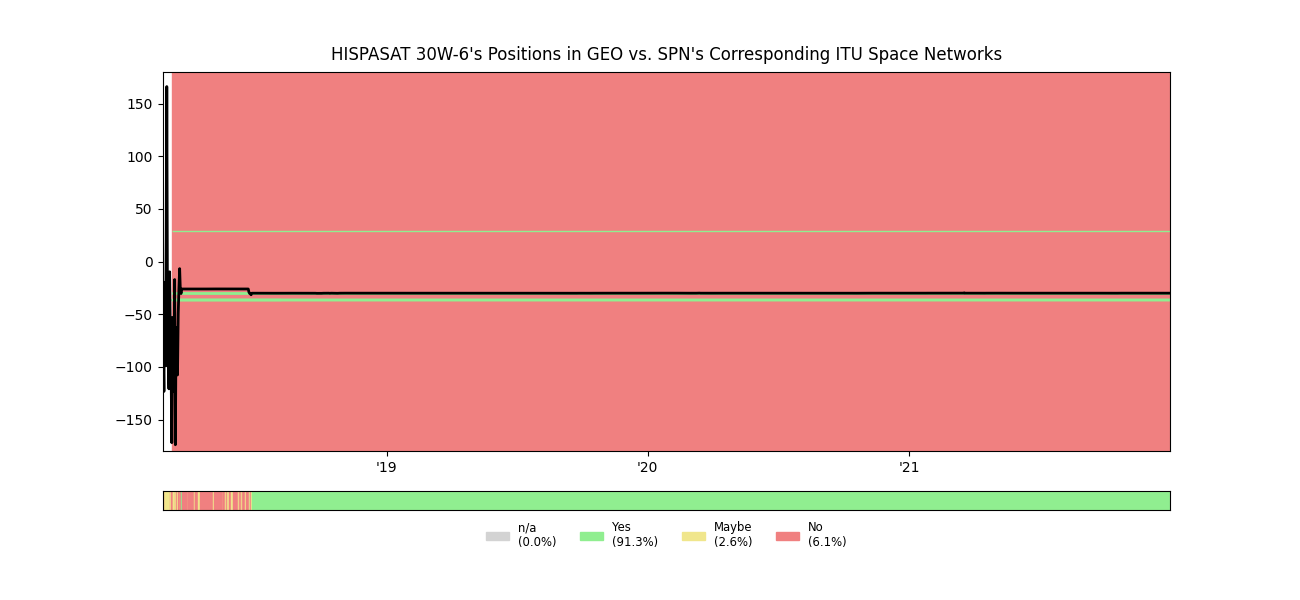 HISPASAT 30W-6's Positions in GEO vs. SPN's Corresponding ITU Space Networks
150
100
50
0
−50
−100
−150
'19 '20 '21
n/a Yes Maybe No
(0.0%) (91.3%) (2.6%) (6.1%)